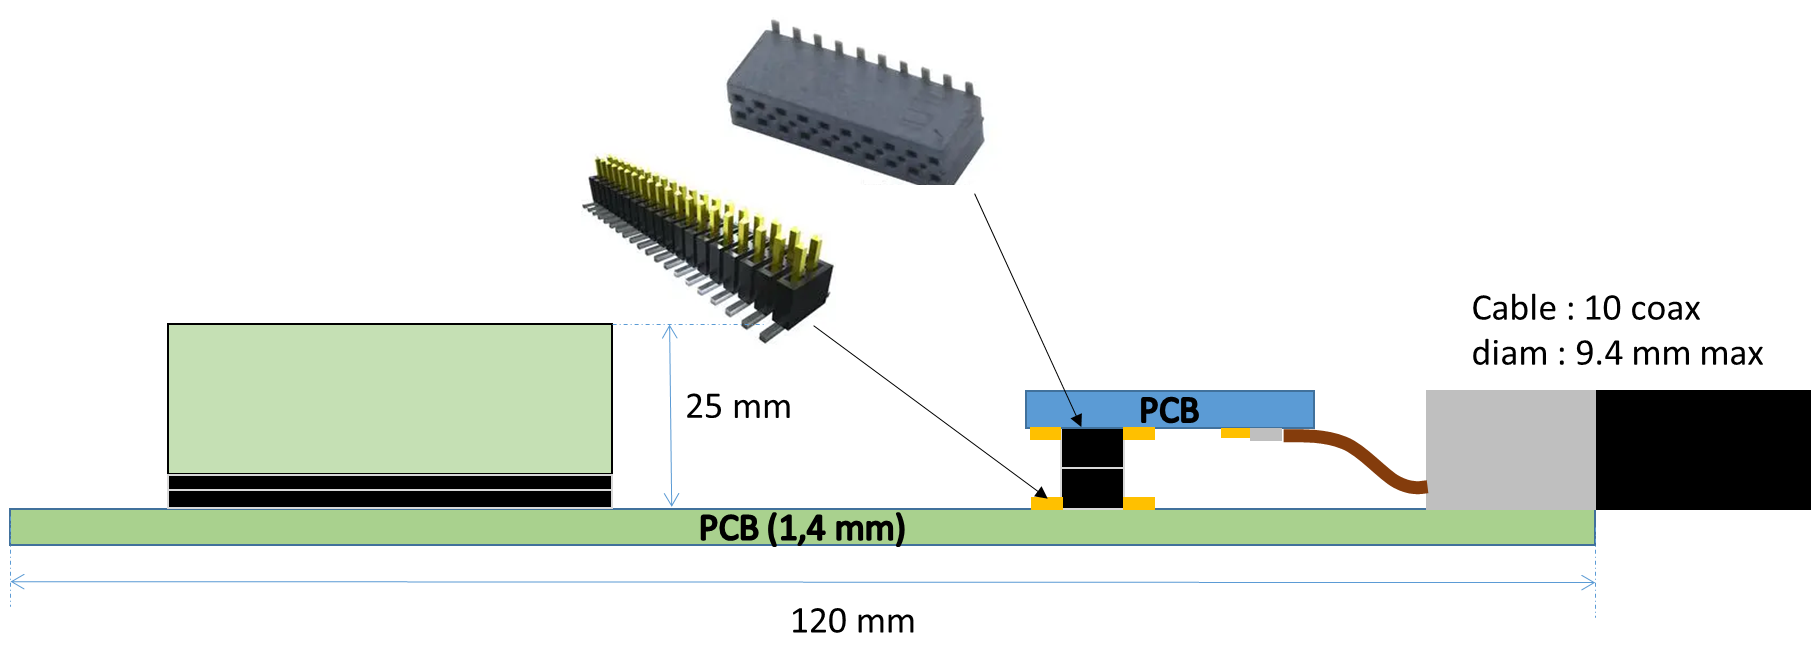 Cable : 10 coax
diam : 9.4 mm max
25 mm
PCB
PCB (1,4 mm)
120 mm